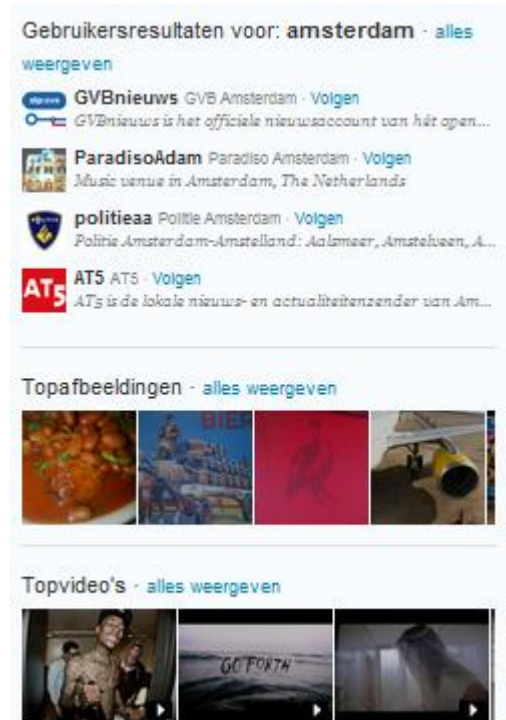 Gebruikersresultaten voor: amsterdam · alles
weergeven
GVBnieuws GVB Amsterdam · Volgen
GVBnieuws is het officiele nieuwsaccount van hét open...
ParadisoAdam Paradiso Amsterdam · Volgen
Music venue in Amsterdam, The Netherlands
politieaa Politie Amsterdam · Volgen
Politie Amsterdam-Amstelland: Aalsmeer, Amstelveen, A...
AT5
AT5 AT5 · Volgen
AT5 is de lokale nieuws- en actualiteitenzender van Am...
Topafbeeldingen · alles weergeven
BIER
Topvideo's · alles weergeven
GO FORTH